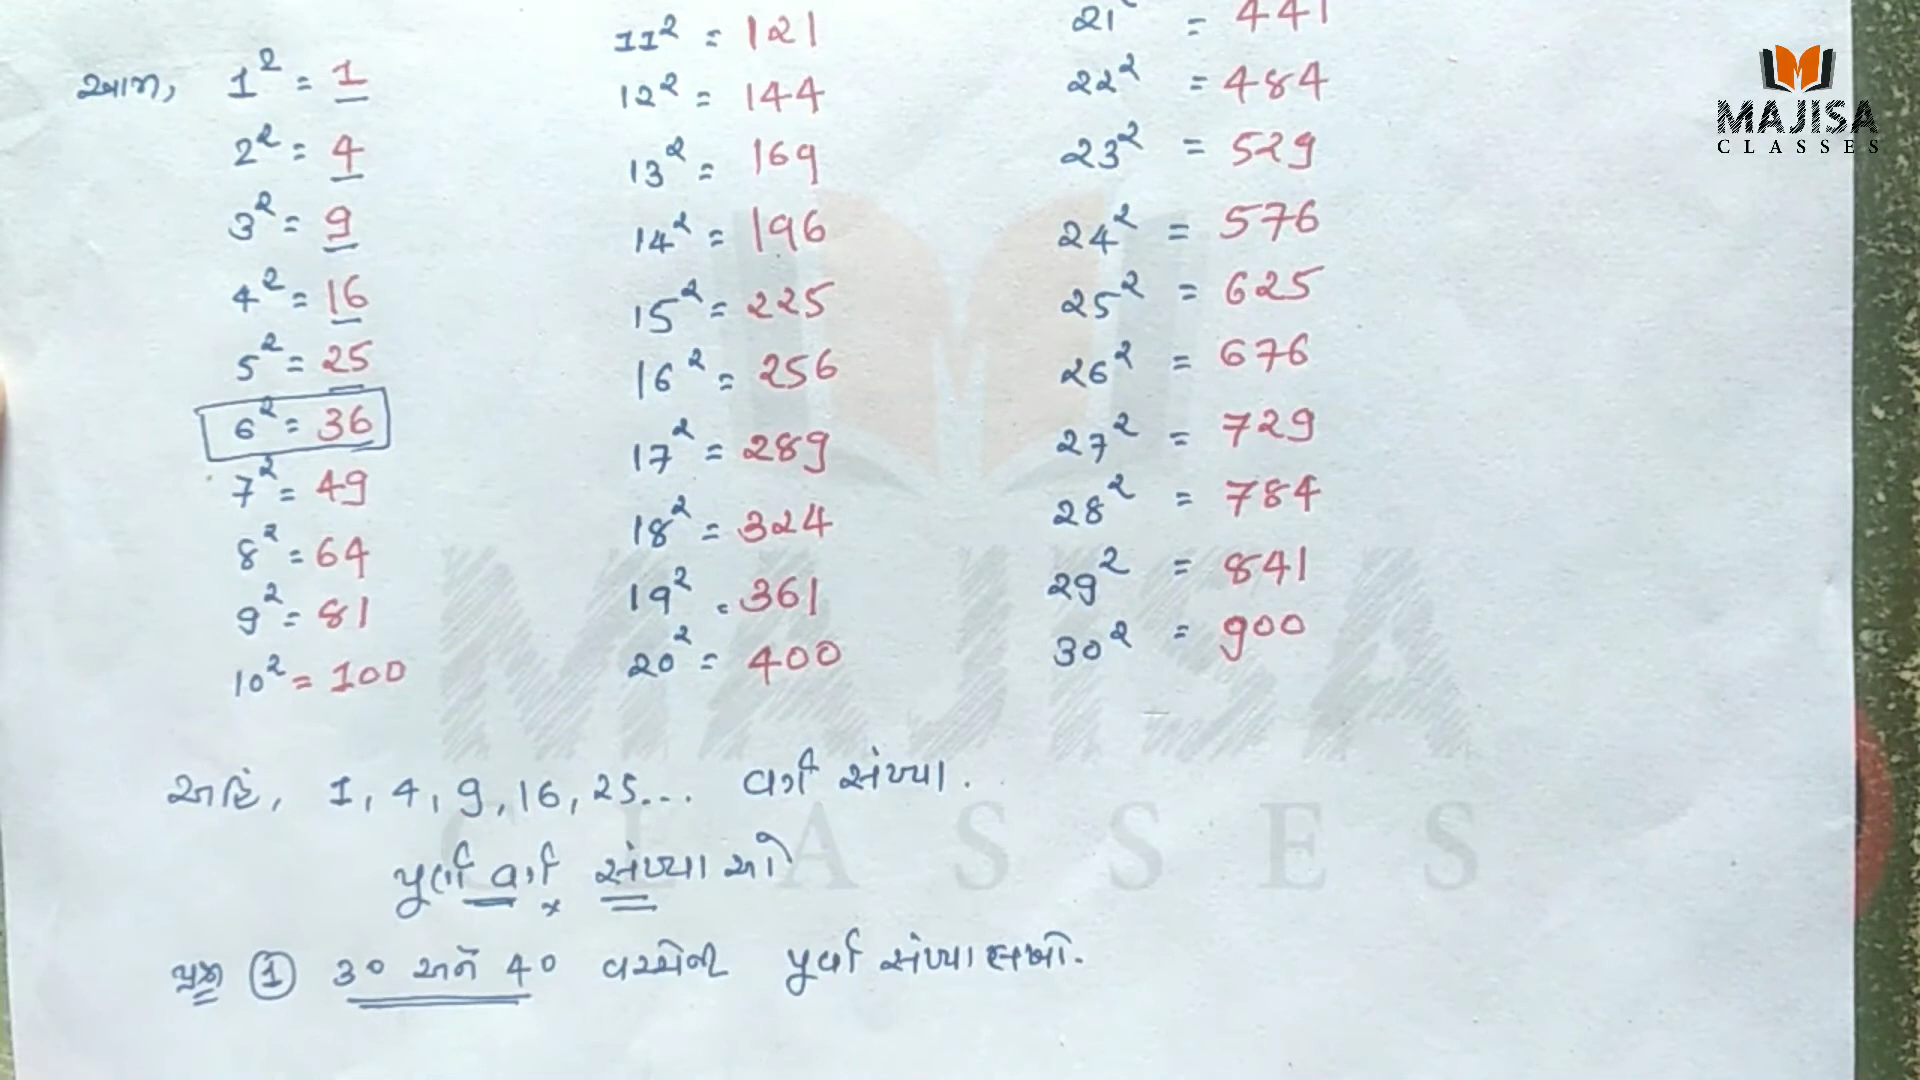 આમ, 1² = 1
2² = 4
3² = 9
4² = 16
5² = 25
6² = 36
7² = 49
8² = 64
9² = 81
10² = 100
11² = 121
12² = 144
13² = 169
14² = 196
15² = 225
16² = 256
17² = 289
18² = 324
19² = 361
20² = 400
21² = 441
22² = 484
23² = 529
24² = 576
25² = 625
26² = 676
27² = 729
28² = 784
29² = 841
30² = 900
અહિં, 1, 4, 9, 16, 25... વર્ગ સંખ્યા.
પૂર્ણ વર્ગ સંખ્યાઓ
પ્રશ્ન ① 30 અને 40 વચ્ચેની પૂર્ણ સંખ્યા લખો.
MAJISA
CLASSES
MAJISA
CLASSES